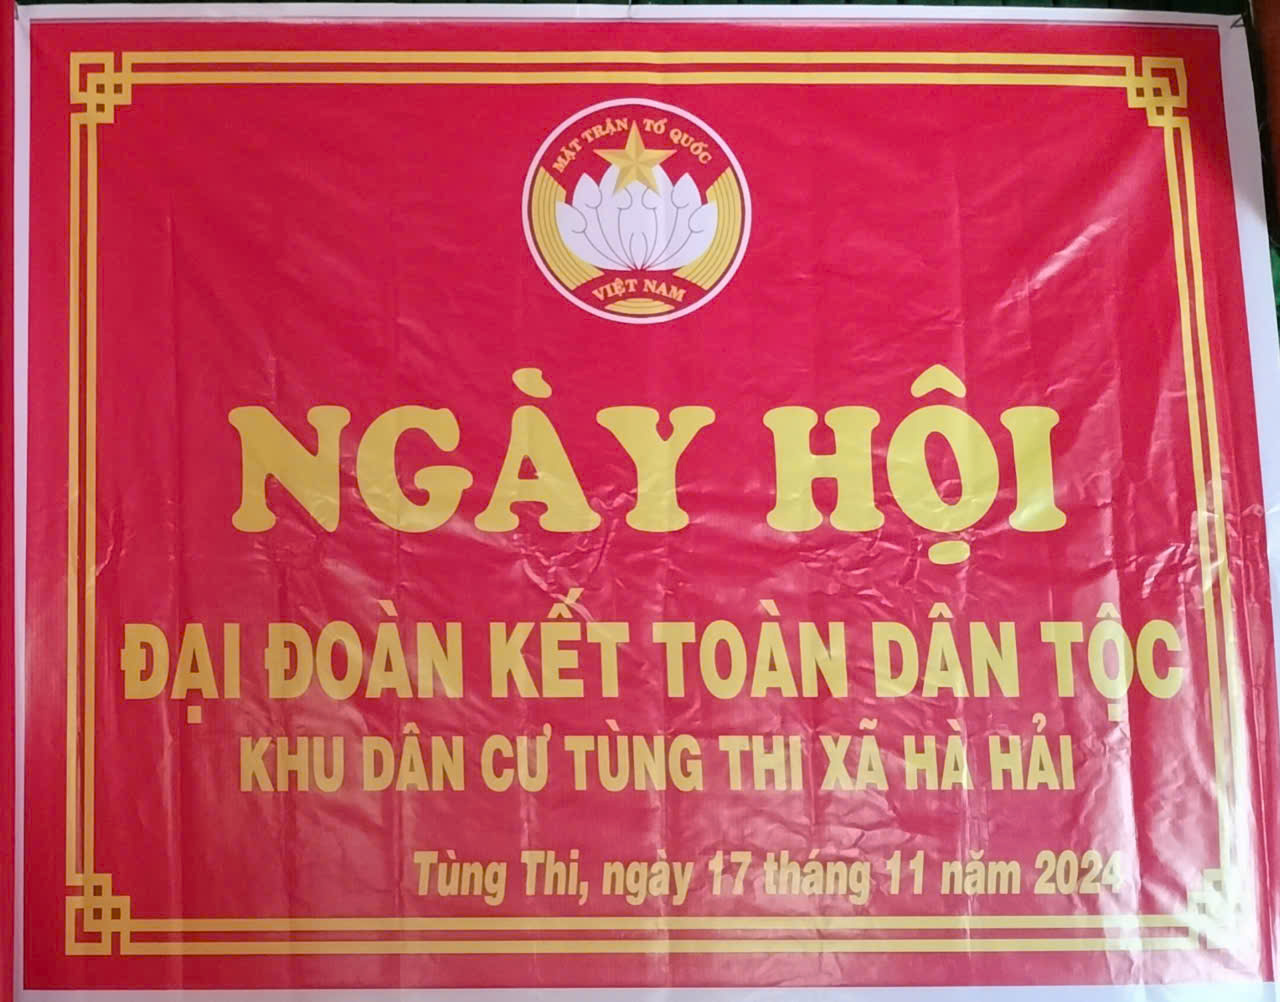 MẶT TRẬN TỔ QUỐC
VIỆT NAM
NGÀY HỘI
ĐẠI ĐOÀN KẾT TOÀN DÂN TỘC
KHU DÂN CƯ TÙNG THI XÃ HÀ HẢI
Tùng Thi, ngày 17 tháng 11 năm 2024